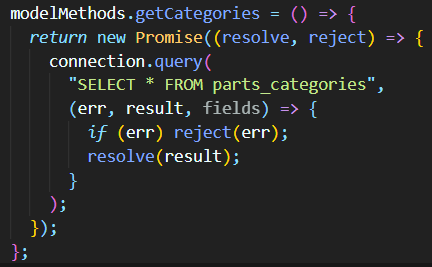 modelMethods.getCategories = () => {
  return new Promise((resolve, reject) => {
    connection.query(
      "SELECT * FROM parts_categories",
      (err, result, fields) => {
        if (err) reject(err);
        resolve(result);
      }
    );
  });
};